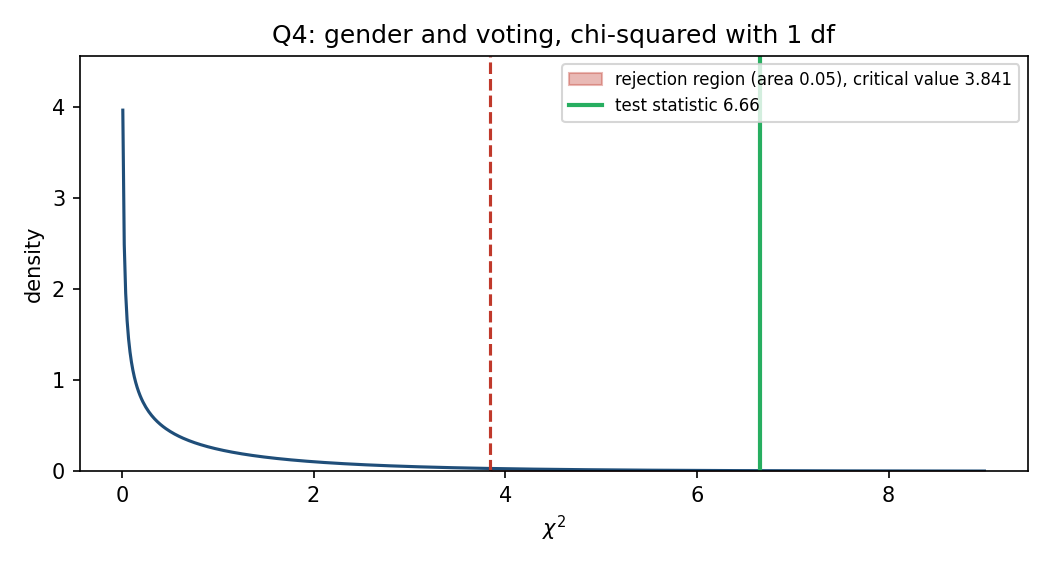 Q4: gender and voting, chi-squared with 1 df
rejection region (area 0.05), critical value 3.841
test statistic 6.66
density
4
3
2
1
0
0 2 4 6 8
χ²